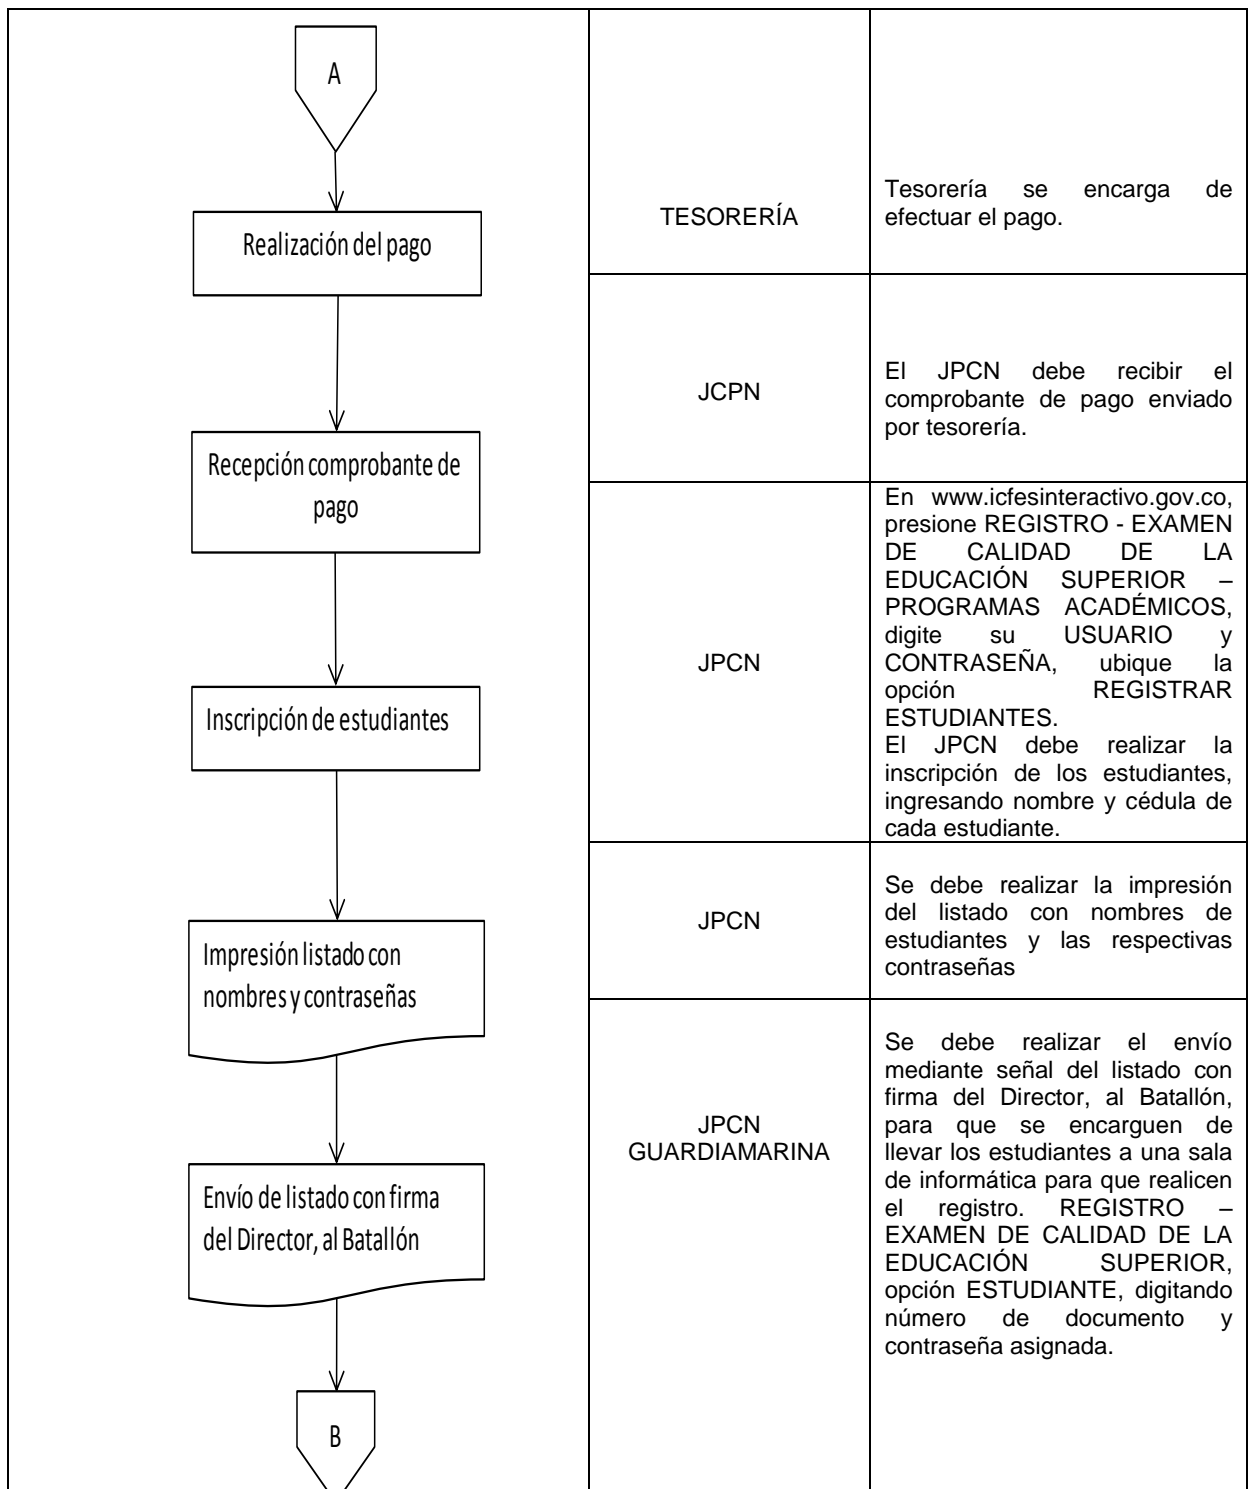 A
Realización del pago
TESORERÍA
Tesorería se encarga de
efectuar el pago.
Recepción comprobante de
pago
JCPN
El JPCN debe recibir el
comprobante de pago enviado
por tesorería.
Inscripción de estudiantes
JPCN
En www.icfesinteractivo.gov.co,
presione REGISTRO - EXAMEN
DE CALIDAD DE LA
EDUCACIÓN SUPERIOR –
PROGRAMAS ACADÉMICOS,
digite su USUARIO y
CONTRASEÑA, ubique la
opción REGISTRAR
ESTUDIANTES.
El JPCN debe realizar la
inscripción de los estudiantes,
ingresando nombre y cédula de
cada estudiante.
Impresión listado con
nombres y contraseñas
JPCN
Se debe realizar la impresión
del listado con nombres de
estudiantes y las respectivas
contraseñas
Envío de listado con firma
del Director, al Batallón
JPCN
GUARDIAMARINA
Se debe realizar el envío
mediante señal del listado con
firma del Director, al Batallón,
para que se encarguen de
llevar los estudiantes a una sala
de informática para que realicen
el registro. REGISTRO –
EXAMEN DE CALIDAD DE LA
EDUCACIÓN SUPERIOR,
opción ESTUDIANTE, digitando
número de documento y
contraseña asignada.
B